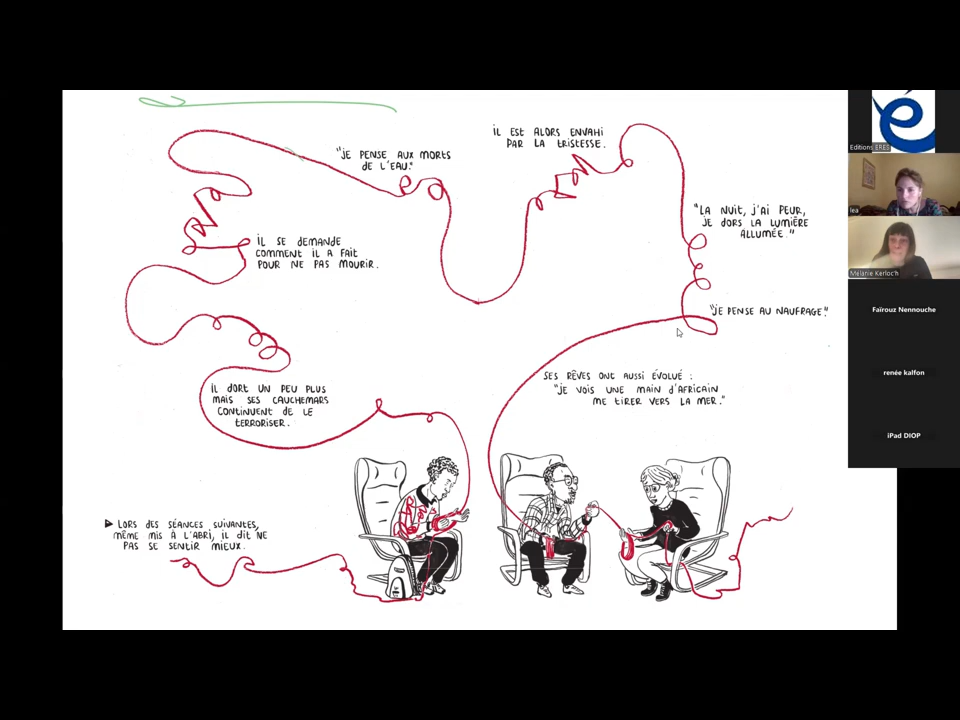 "JE PENSE AUX MORTS
DE L'EAU."
IL EST ALORS ENVAHI
PAR LA TRISTESSE.
"LA NUIT, J'AI PEUR,
JE DORS LA LUMIÈRE
ALLUMÉE."
IL SE DEMANDE
COMMENT IL A FAIT
POUR NE PAS MOURIR.
"JE PENSE AU NAUFRAGE."
SES RÊVES ONT AUSSI ÉVOLUÉ :
"JE VOIS UNE MAIN D'AFRICAIN
ME TIRER VERS LA MER."
IL DORT UN PEU PLUS
MAIS SES CAUCHEMARS
CONTINUENT DE LE
TERRORISER.
LORS DES SÉANCES SUIVANTES,
MÊME MIS À L'ABRI, IL DIT NE
PAS SE SENTIR MIEUX.
Editions ERES
lea
Mélanie Kerloc'h
Faïrouz Nennouche
renée kalfon
iPad DIOP